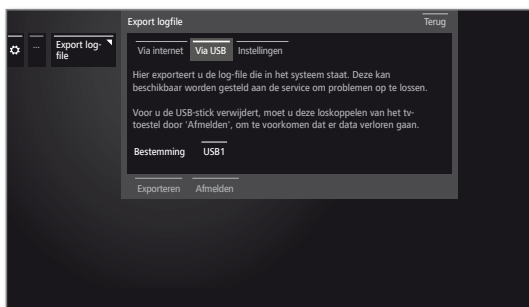 Export logfile Terug
...
Export log-
file
Via internet Via USB Instellingen
Hier exporteert u de log-file die in het systeem staat. Deze kan
beschikbaar worden gesteld aan de service om problemen op te lossen.
Voor u de USB-stick verwijdert, moet u deze loskoppelen van het tv-
toestel door 'Afmelden', om te voorkomen dat er data verloren gaan.
Bestemming USB1
Exporteren Afmelden